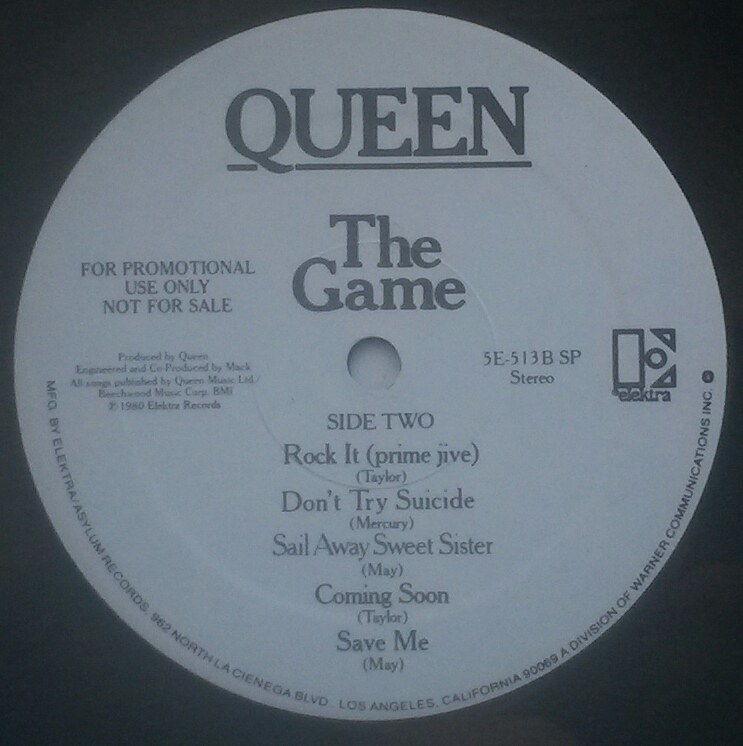 QUEEN
The
Game
FOR PROMOTIONAL
USE ONLY
NOT FOR SALE
Produced by Queen
Engineered and Co-Produced by Mack
All songs published by Queen Music Ltd/
Beechwood Music Corp. BMI
℗ 1980 Elektra Records
5E-513 B SP
Stereo
elektra
SIDE TWO
Rock It (prime jive)
(Taylor)
Don't Try Suicide
(Mercury)
Sail Away Sweet Sister
(May)
Coming Soon
(Taylor)
Save Me
(May)
MFG. BY ELEKTRA/ASYLUM RECORDS, 962 NORTH LA CIENEGA BLVD. LOS ANGELES, CALIFORNIA 90069 A DIVISION OF WARNER COMMUNICATIONS INC.